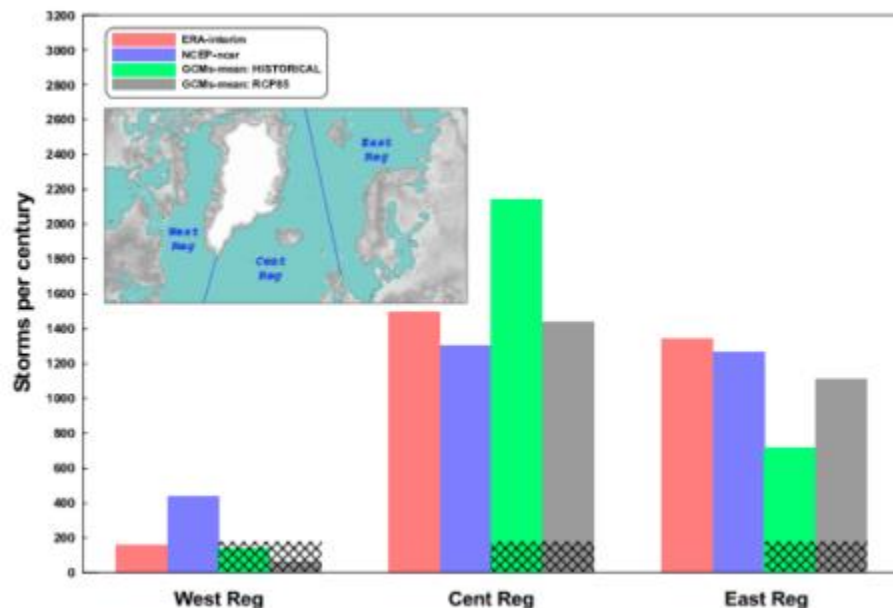 3200
3000
2800
2600
2400
2200
2000
1800
1600
1400
1200
1000
800
600
400
200
0
Storms per century
ERA-interim
NCEP-ncar
GCMs-mean: HISTORICAL
GCMs-mean: RCP85
East
Reg
West
Reg
Cent
Reg
West Reg
Cent Reg
East Reg